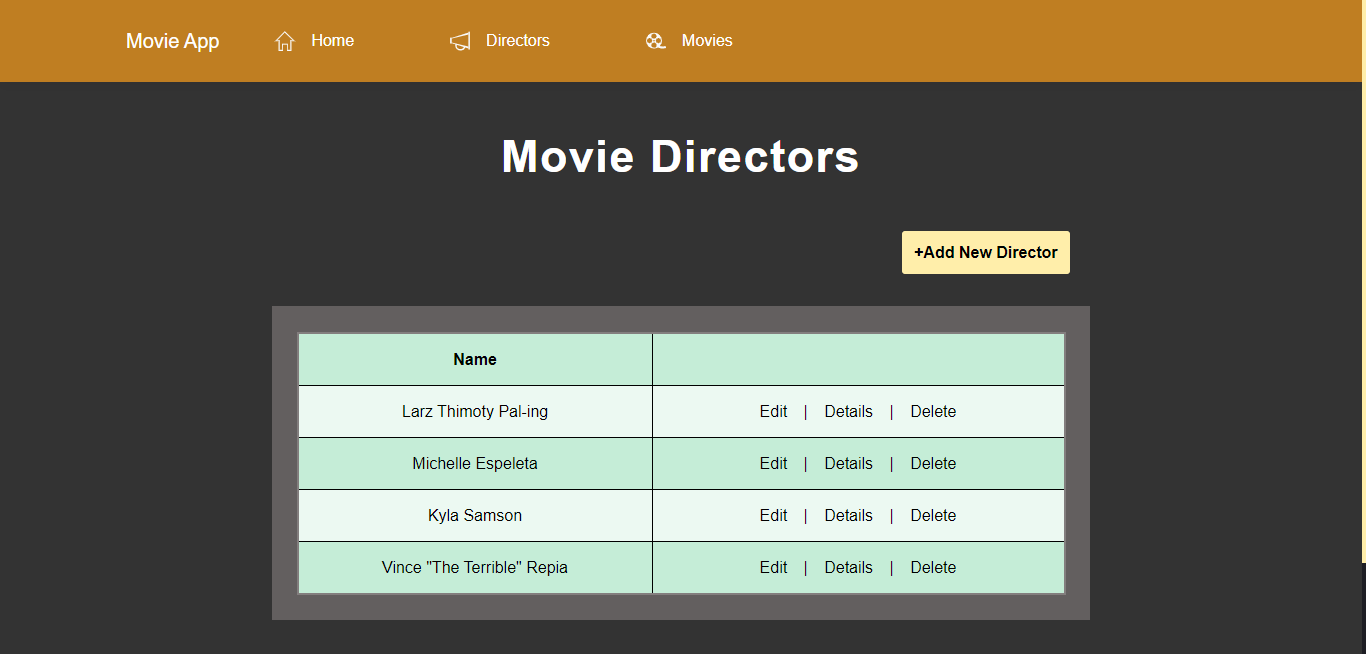 Movie App Home Directors Movies
Movie Directors
+Add New Director
Name
Larz Thimoty Pal-ing Edit | Details | Delete
Michelle Espeleta Edit | Details | Delete
Kyla Samson Edit | Details | Delete
Vince "The Terrible" Repia Edit | Details | Delete